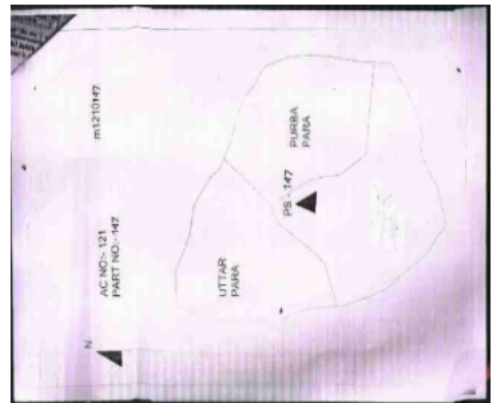 N
AC NO:- 121
PART NO:-147
m1210147
UTTAR
PARA
PS - 147
PURBA
PARA